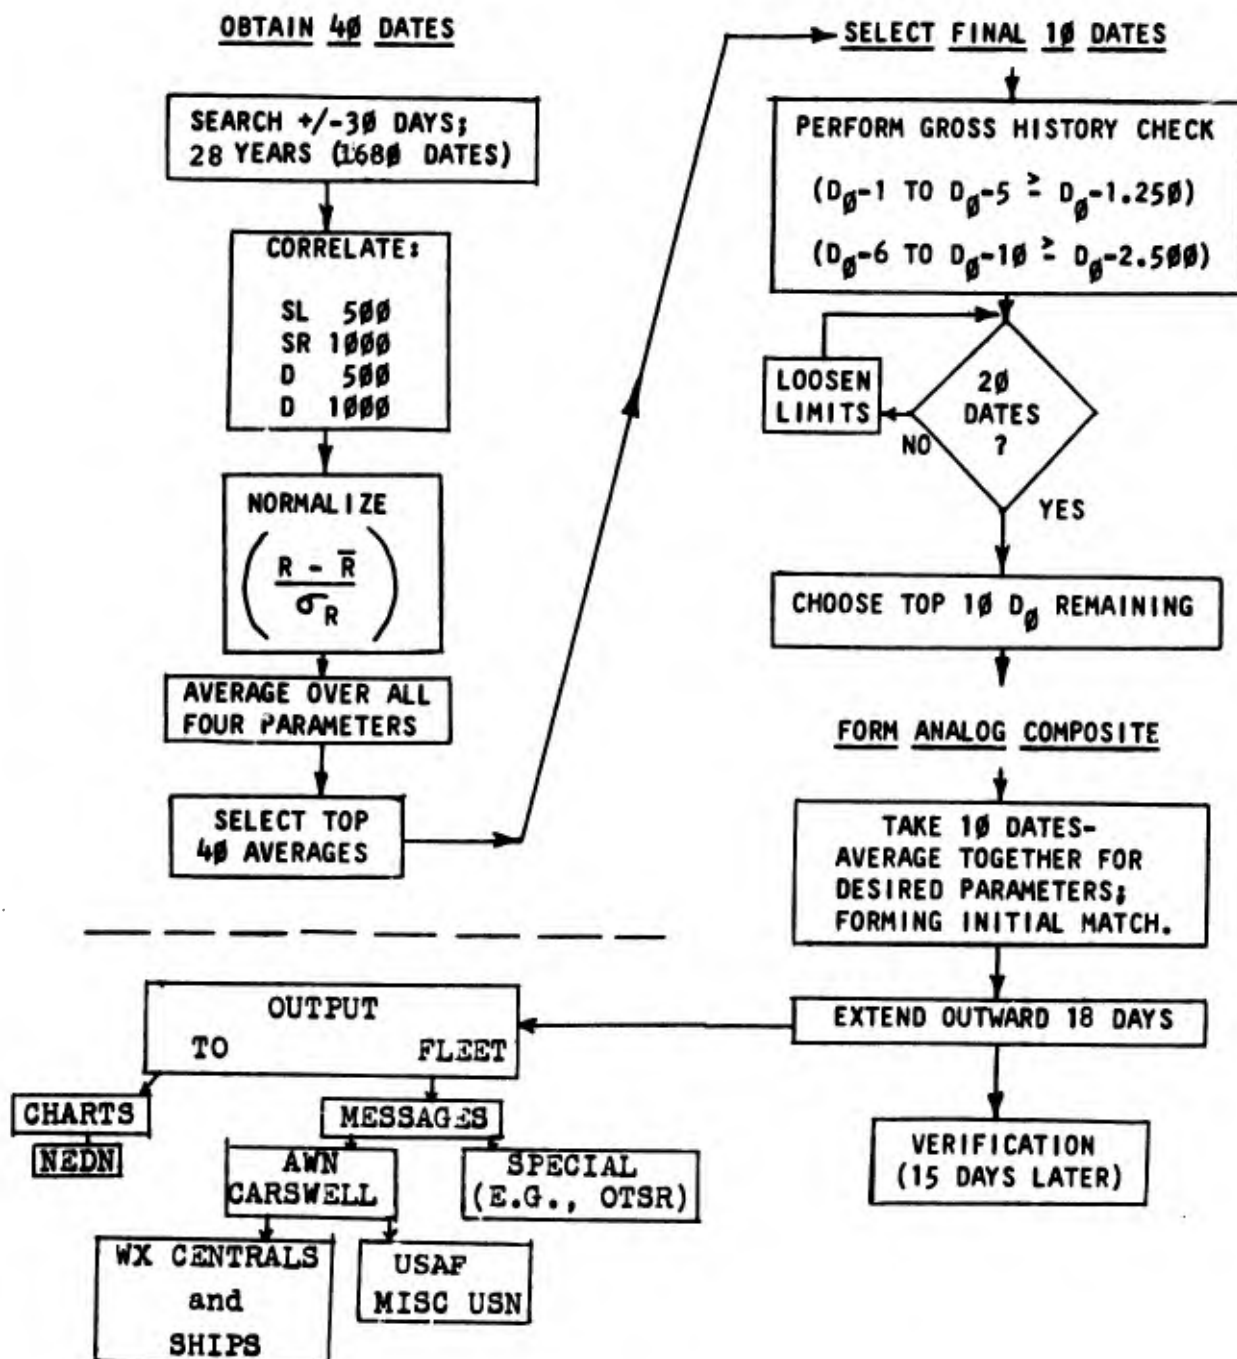 OBTAIN 4Ø DATES
SEARCH +/-3Ø DAYS;
28 YEARS (168Ø DATES)
CORRELATE:
SL 5ØØ
SR 1ØØØ
D 5ØØ
D 1ØØØ
NORMALIZE
(R - R̅ / σR)
AVERAGE OVER ALL
FOUR PARAMETERS
SELECT TOP
4Ø AVERAGES
SELECT FINAL 1Ø DATES
PERFORM GROSS HISTORY CHECK
(DØ-1 TO DØ-5 ≥ DØ-1.25Ø)
(DØ-6 TO DØ-1Ø ≥ DØ-2.5ØØ)
LOOSEN
LIMITS
2Ø
DATES
?
NO
YES
CHOOSE TOP 1Ø DØ REMAINING
FORM ANALOG COMPOSITE
TAKE 1Ø DATES-
AVERAGE TOGETHER FOR
DESIRED PARAMETERS;
FORMING INITIAL MATCH.
EXTEND OUTWARD 18 DAYS
VERIFICATION
(15 DAYS LATER)
OUTPUT
TO FLEET
CHARTS
NEDN
MESSAGES
AWN
CARSWELL
SPECIAL
(E.G., OTSR)
WX CENTRALS
and
SHIPS
USAF
MISC USN